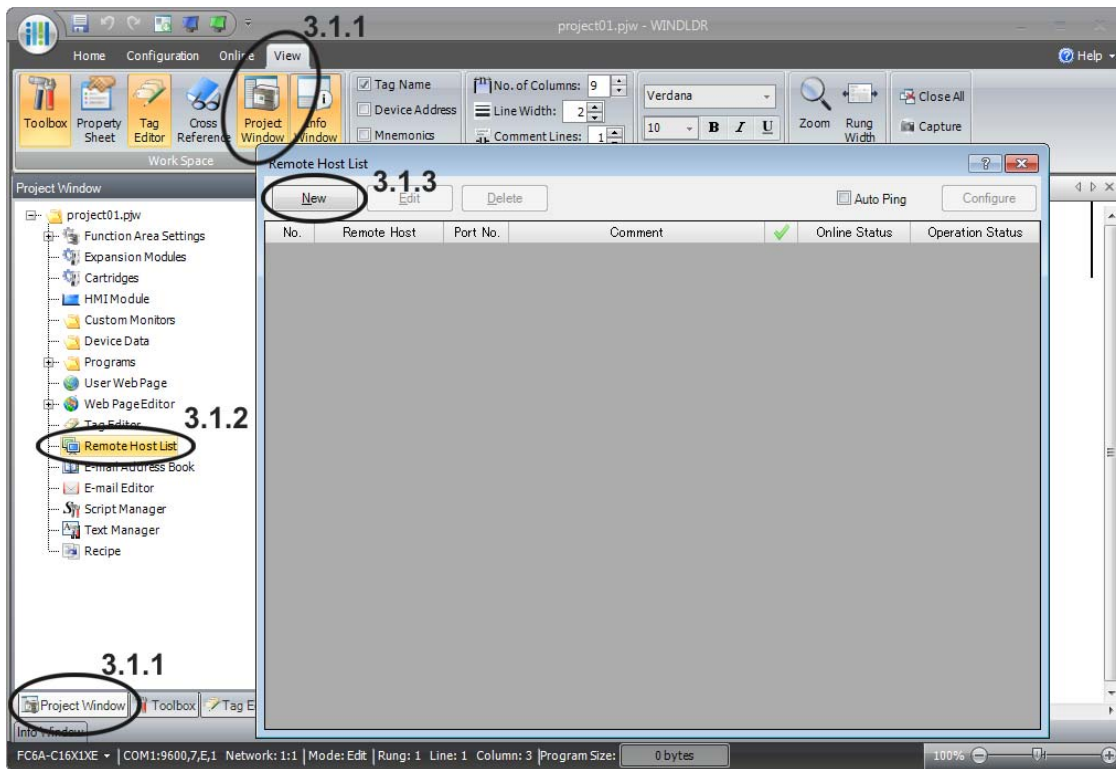 project01.pjw - WINDLDR
3.1.1
Home Configuration Online View Help
Toolbox Property Sheet Tag Editor Cross Reference Project Window Info Window
Tag Name
Device Address
Mnemonics
No. of Columns: 9
Line Width: 2
Comment Lines: 1
Verdana
10 B I U
Zoom Rung Width
Close All
Capture
Work Space
Remote Host List
?
3.1.3
New Edit Delete Auto Ping Configure
No. Remote Host Port No. Comment Online Status Operation Status
Project Window
project01.pjw
Function Area Settings
Expansion Modules
Cartridges
HMI Module
Custom Monitors
Device Data
Programs
User Web Page
Web Page Editor
Tag Editor
3.1.2
Remote Host List
E-mail Address Book
E-mail Editor
Script Manager
Text Manager
Recipe
3.1.1
Project Window Toolbox Tag E
Info Window
FC6A-C16X1XE COM1:9600,7,E,1 Network: 1:1 Mode: Edit Rung: 1 Line: 1 Column: 3 Program Size: 0 bytes 100%